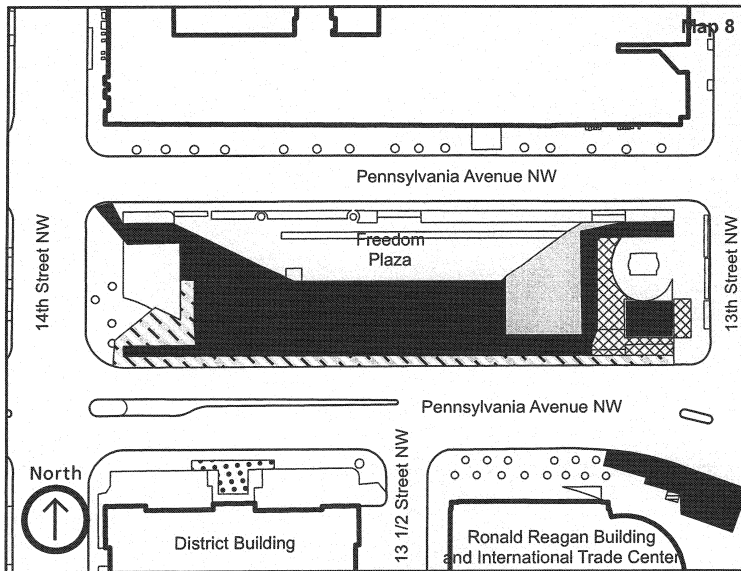 Map 8
Pennsylvania Avenue NW
14th Street NW
Freedom
Plaza
13th Street NW
Pennsylvania Avenue NW
North
13 1/2 Street NW
District Building
Ronald Reagan Building
and International Trade Center